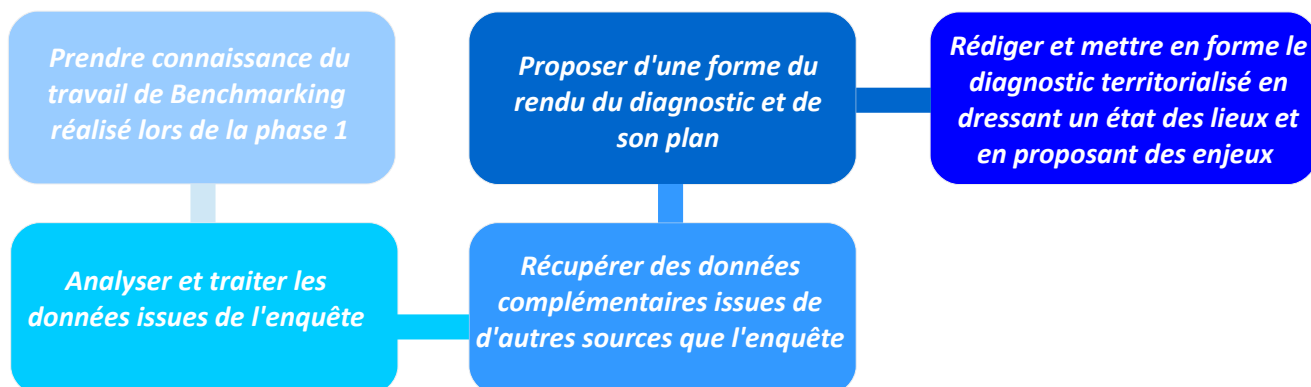 Prendre connaissance du
travail de Benchmarking
réalisé lors de la phase 1
Analyser et traiter les
données issues de l'enquête
Récupérer des données
complémentaires issues de
d'autres sources que l'enquête
Proposer d'une forme du
rendu du diagnostic et de
son plan
Rédiger et mettre en forme le
diagnostic territorialisé en
dressant un état des lieux et
en proposant des enjeux